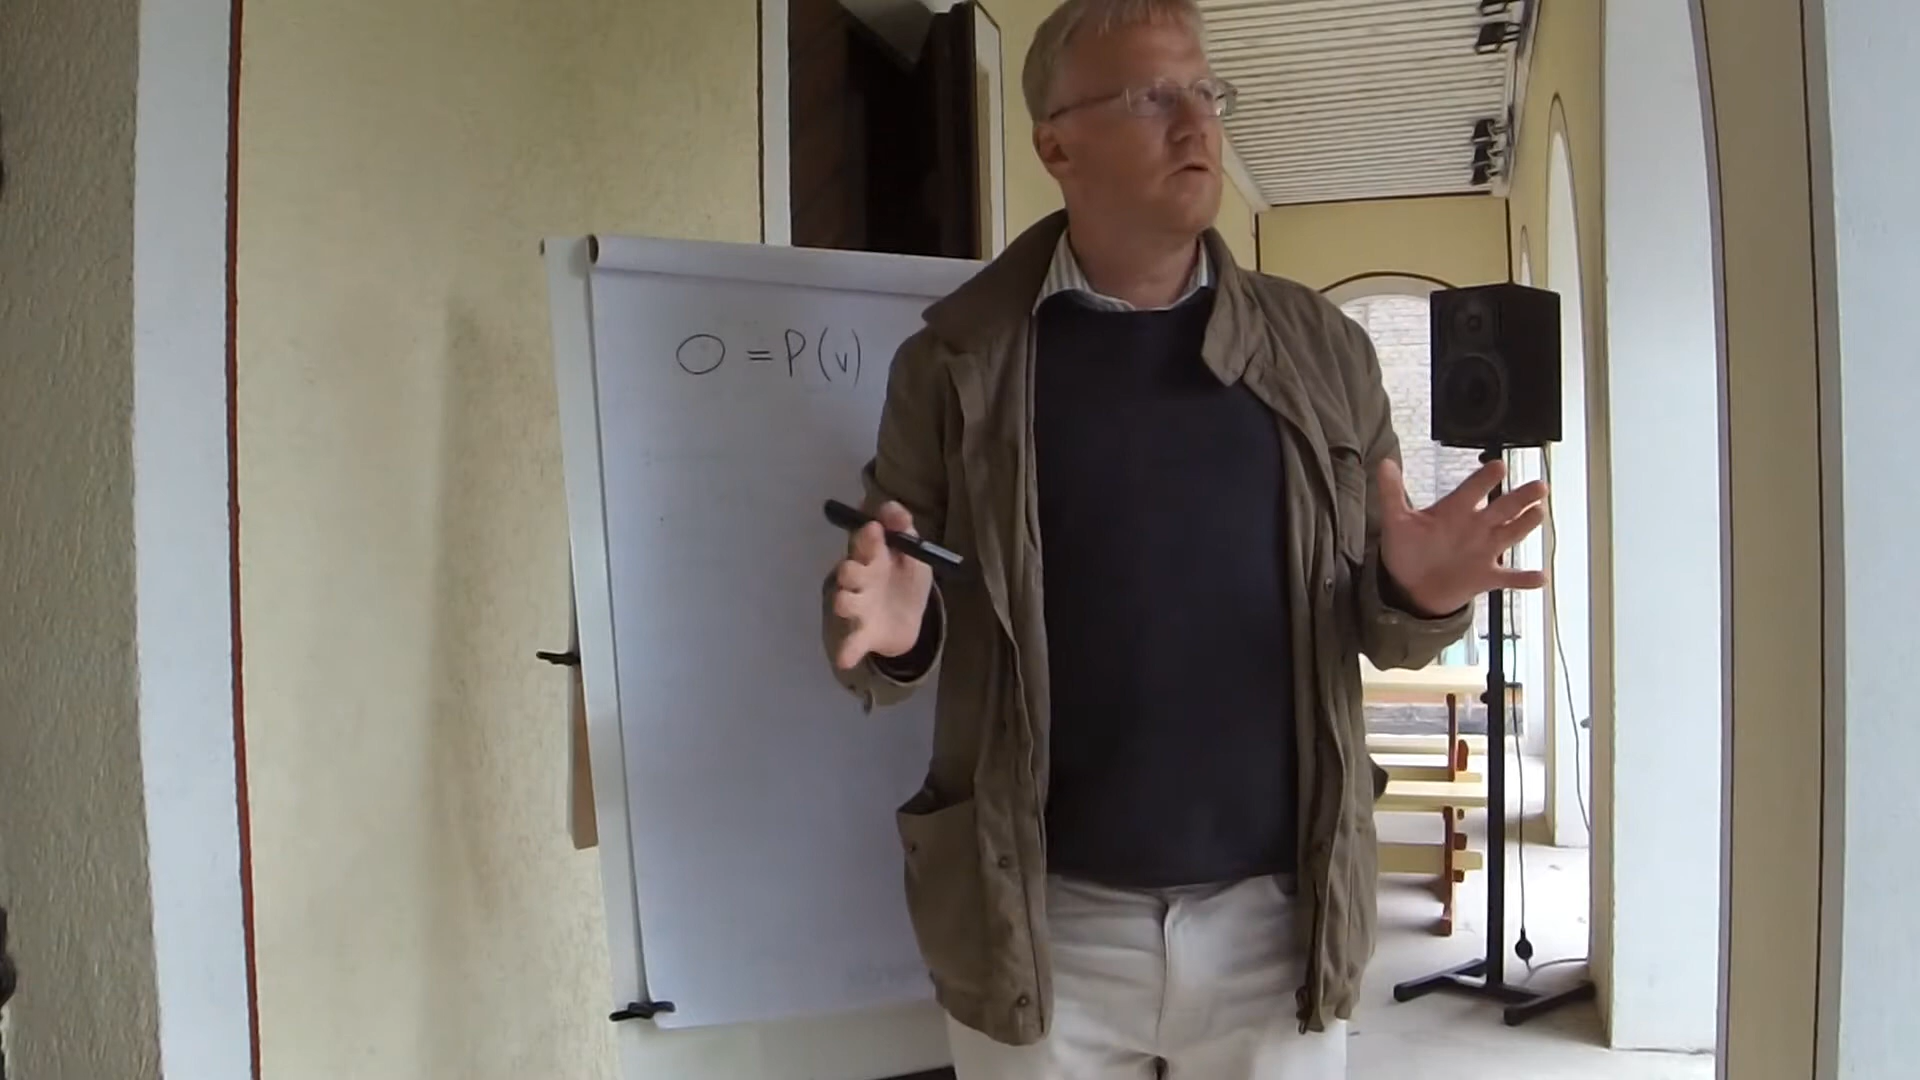 O = P(v)